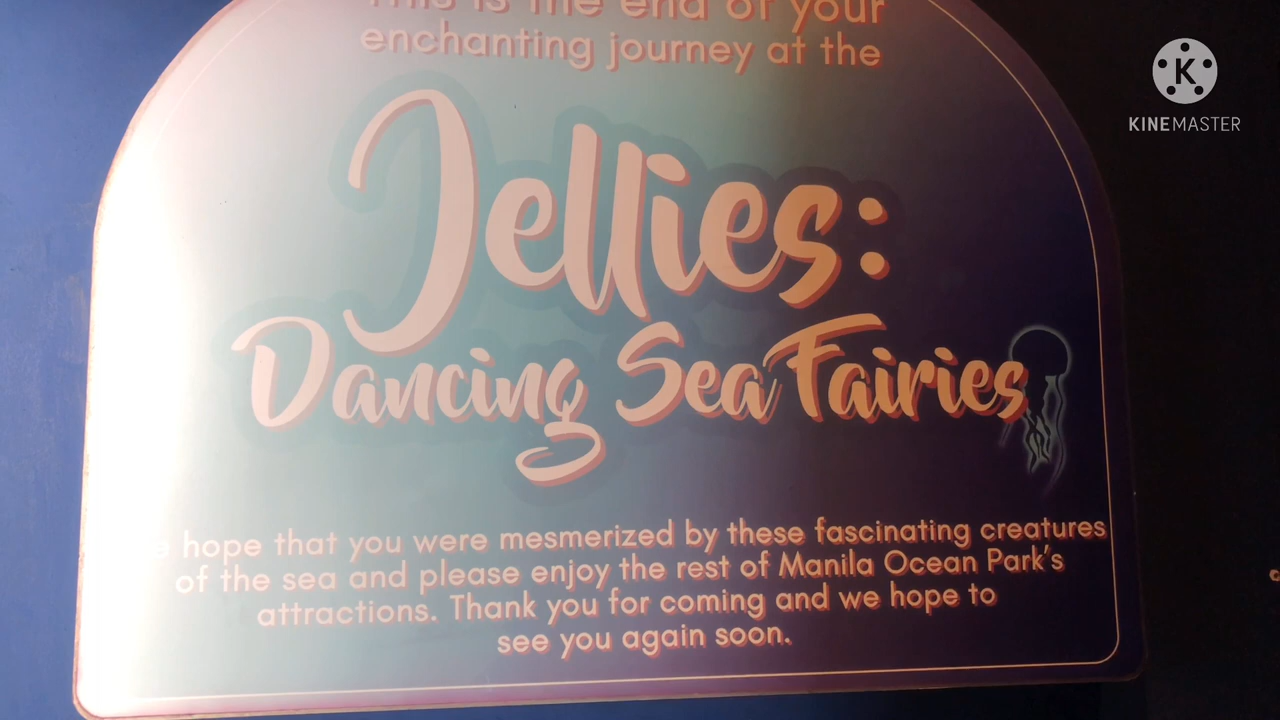 This is the end of your
enchanting journey at the
Jellies:
Dancing Sea Fairies
hope that you were mesmerized by these fascinating creatures
of the sea and please enjoy the rest of Manila Ocean Park's
attractions. Thank you for coming and we hope to
see you again soon.
K
KINEMASTER